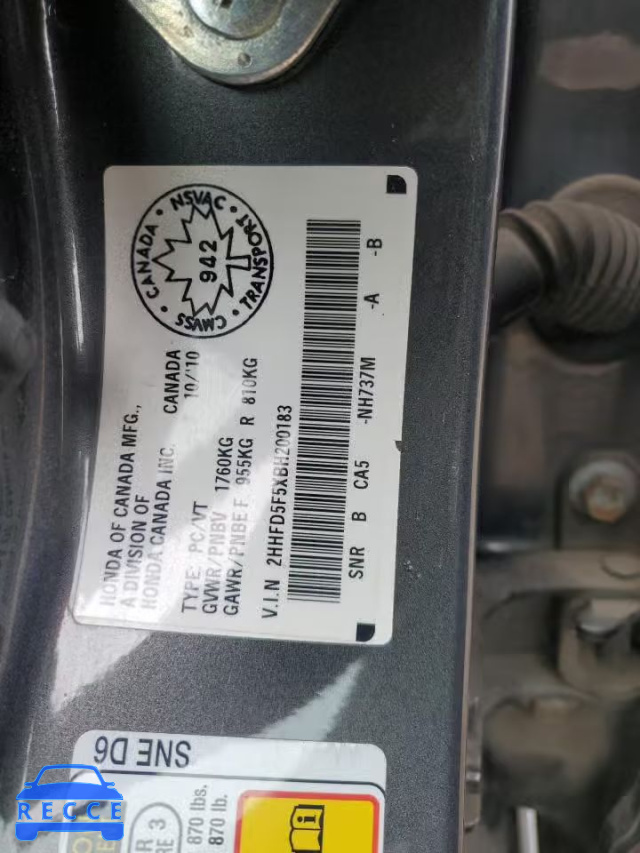 HONDA OF CANADA MFG.,
A DIVISION OF
HONDA CANADA INC. CANADA
TYPE: PC/VT 10/'10
GVWR/PNBV 1760KG
GAWR/PNBE F 955KG R 810KG
V.I.N 2HHFD5F5XBH200183
SNR B CA5 -NH737M -A -B
CANADA • NSVAC • TRANSPORT • CMVSS
942
SNE D6
3
870 lbs.
870 lb.
RECCE